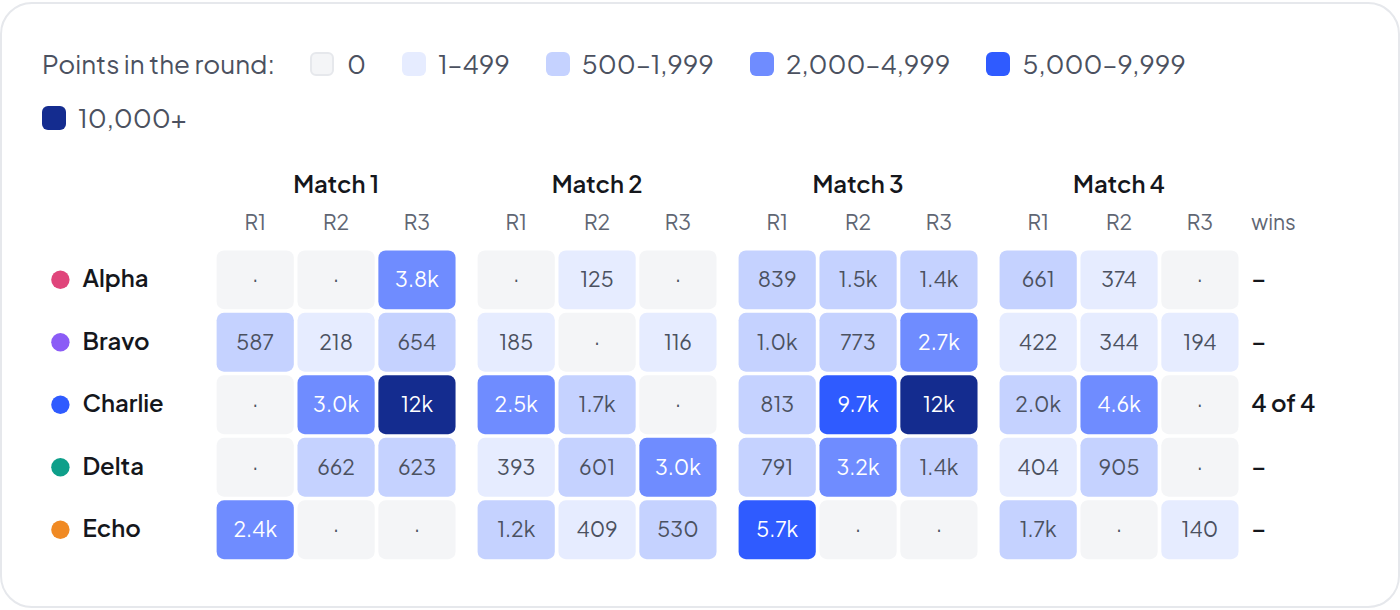 Points in the round: 0 1–499 500–1,999 2,000–4,999 5,000–9,999
10,000+
Match 1 Match 2 Match 3 Match 4
R1 R2 R3 R1 R2 R3 R1 R2 R3 R1 R2 R3 wins
Alpha · · 3.8k · 125 · 839 1.5k 1.4k 661 374 · –
Bravo 587 218 654 185 · 116 1.0k 773 2.7k 422 344 194 –
Charlie · 3.0k 12k 2.5k 1.7k · 813 9.7k 12k 2.0k 4.6k · 4 of 4
Delta · 662 623 393 601 3.0k 791 3.2k 1.4k 404 905 · –
Echo 2.4k · · 1.2k 409 530 5.7k · · 1.7k · 140 –